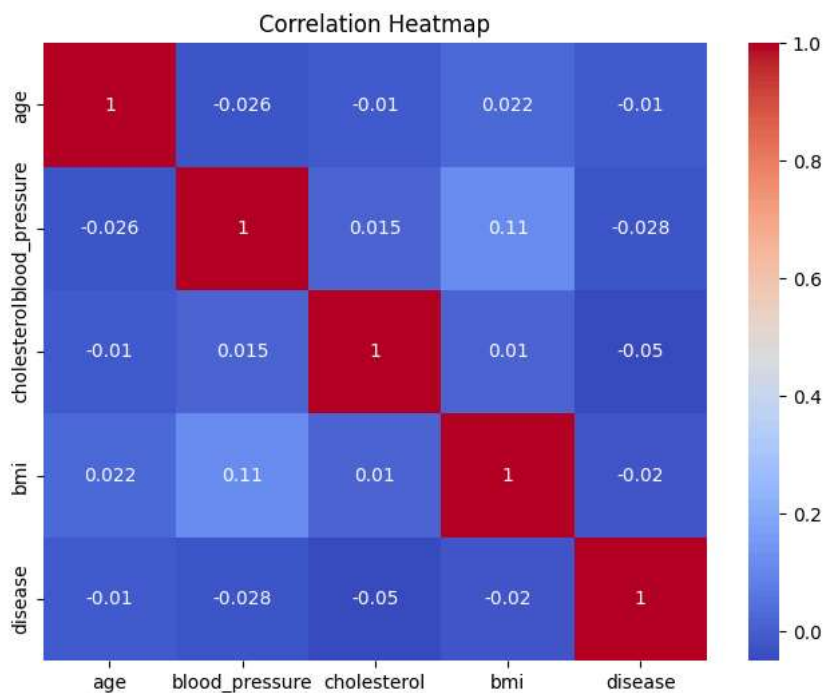 Correlation Heatmap
age 1 -0.026 -0.01 0.022 -0.01
blood_pressure -0.026 1 0.015 0.11 -0.028
cholesterol -0.01 0.015 1 0.01 -0.05
bmi 0.022 0.11 0.01 1 -0.02
disease -0.01 -0.028 -0.05 -0.02 1
age blood_pressure cholesterol bmi disease
1.0
0.8
0.6
0.4
0.2
0.0